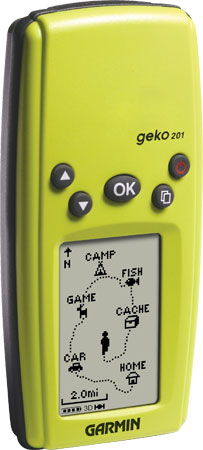 geko 201
OK
N
CAMP
FISH
GAME
CACHE
CAR
HOME
2.0mi
3D
GARMIN